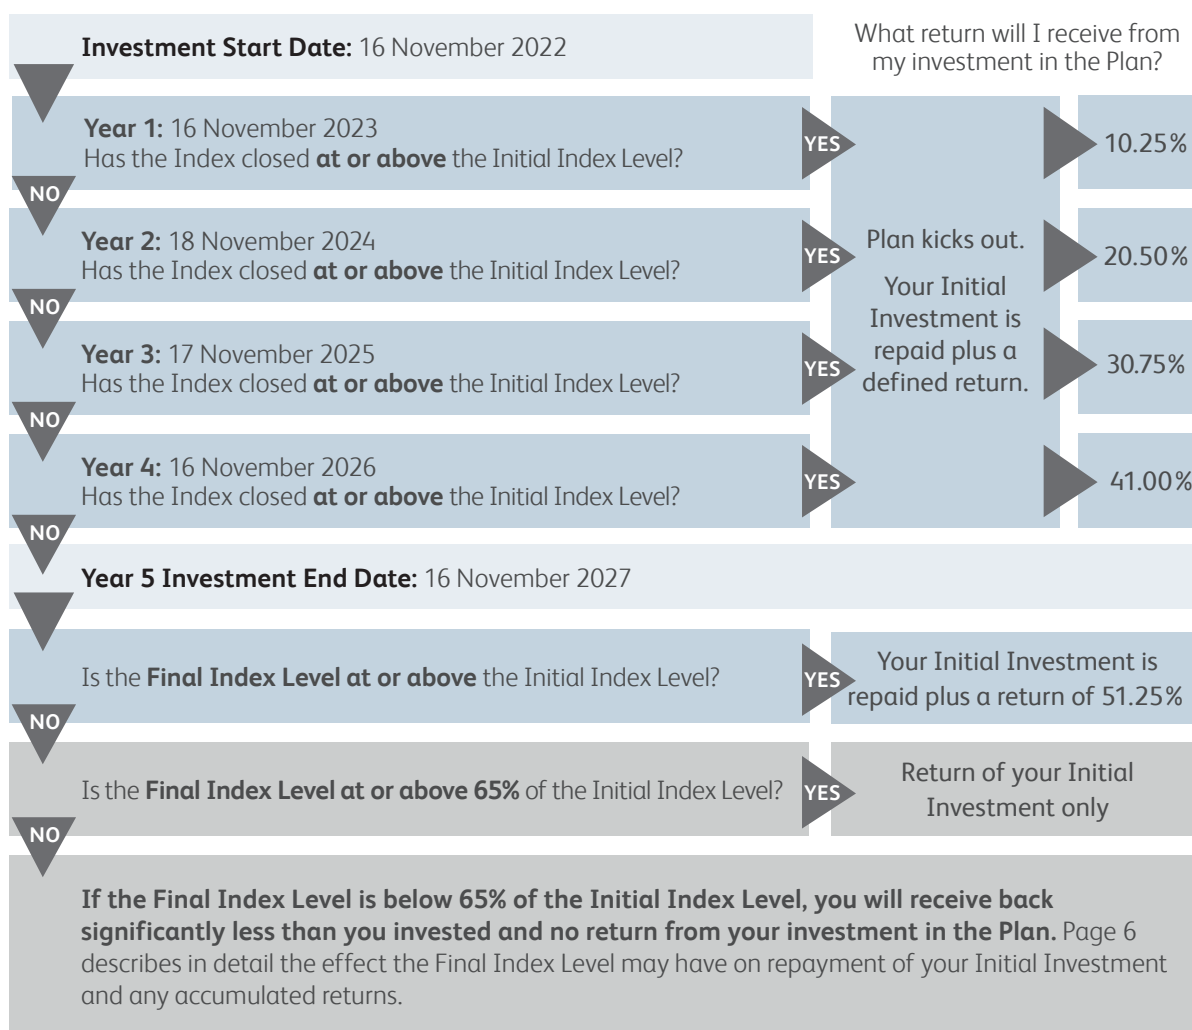 Investment Start Date: 16 November 2022
What return will I receive from
my investment in the Plan?
Year 1: 16 November 2023
Has the Index closed at or above the Initial Index Level?
YES
10.25%
NO
Year 2: 18 November 2024
Has the Index closed at or above the Initial Index Level?
YES
20.50%
NO
Year 3: 17 November 2025
Has the Index closed at or above the Initial Index Level?
YES
30.75%
NO
Year 4: 16 November 2026
Has the Index closed at or above the Initial Index Level?
YES
41.00%
Plan kicks out.
Your Initial
Investment is
repaid plus a
defined return.
NO
Year 5 Investment End Date: 16 November 2027
Is the Final Index Level at or above the Initial Index Level?
YES
Your Initial Investment is
repaid plus a return of 51.25%
NO
Is the Final Index Level at or above 65% of the Initial Index Level?
YES
Return of your Initial
Investment only
NO
If the Final Index Level is below 65% of the Initial Index Level, you will receive back
significantly less than you invested and no return from your investment in the Plan. Page 6
describes in detail the effect the Final Index Level may have on repayment of your Initial Investment
and any accumulated returns.